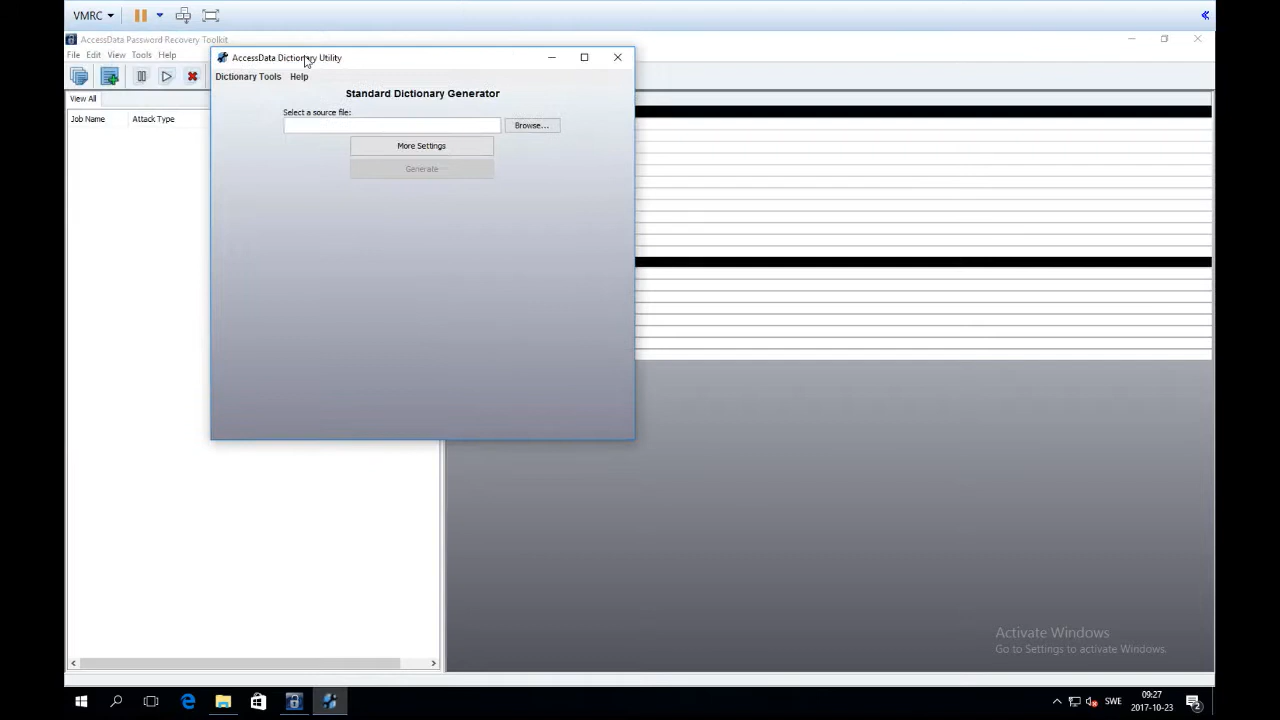 VMRC
AccessData Password Recovery Toolkit
File Edit View Tools Help
View All
Job Name Attack Type
AccessData Dictionary Utility
Dictionary Tools Help
Standard Dictionary Generator
Select a source file:
Browse...
More Settings
Generate
Activate Windows
Go to Settings to activate Windows.
SWE
09:27
2017-10-23
2